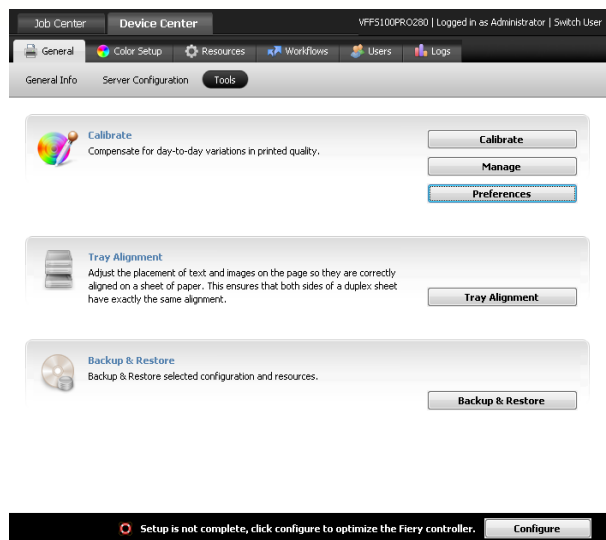 Job Center Device Center VFFS100PRO280 | Logged in as Administrator | Switch User
General Color Setup Resources Workflows Users Logs
General Info Server Configuration Tools
Calibrate
Compensate for day-to-day variations in printed quality.
Calibrate
Manage
Preferences
Tray Alignment
Adjust the placement of text and images on the page so they are correctly
aligned on a sheet of paper. This ensures that both sides of a duplex sheet
have exactly the same alignment.
Tray Alignment
Backup & Restore
Backup & Restore selected configuration and resources.
Backup & Restore
Setup is not complete, click configure to optimize the Fiery controller. Configure